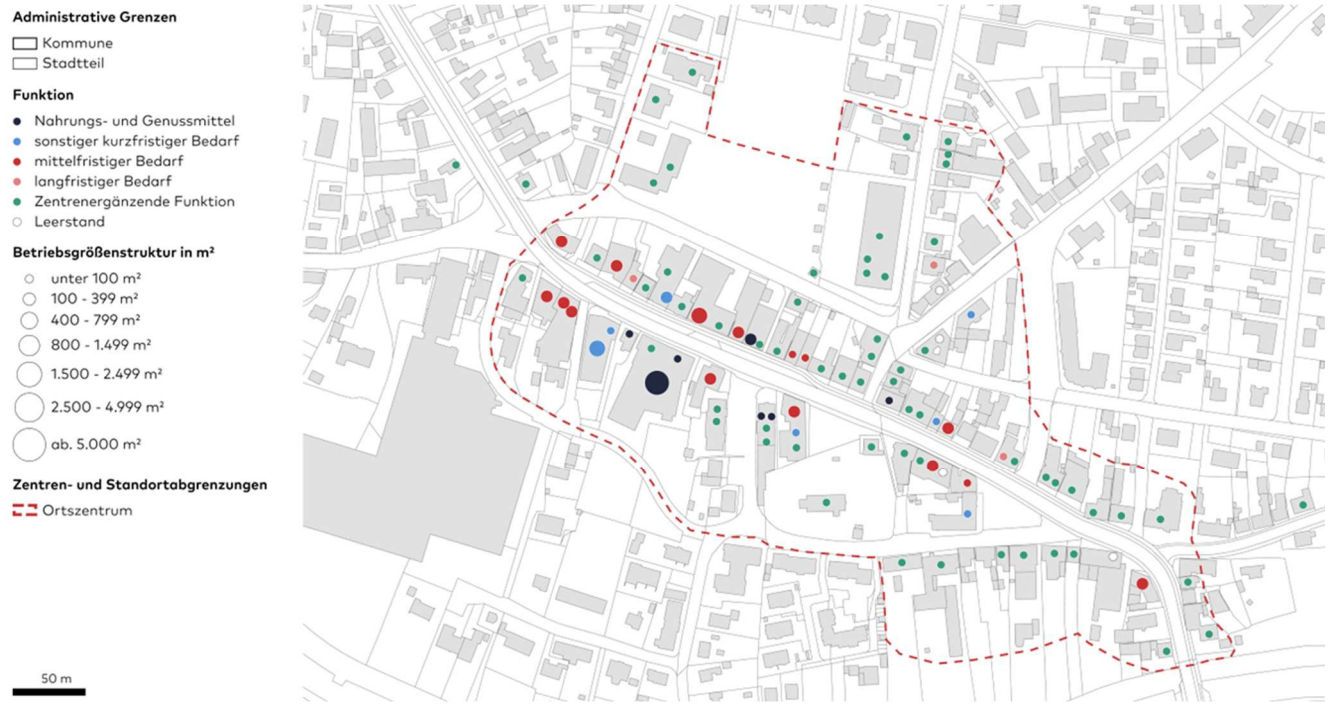 Administrative Grenzen
Kommune
Stadtteil
Funktion
Nahrungs- und Genussmittel
sonstiger kurzfristiger Bedarf
mittelfristiger Bedarf
langfristiger Bedarf
Zentrenergänzende Funktion
Leerstand
Betriebsgrößenstruktur in m²
unter 100 m²
100 - 399 m²
400 - 799 m²
800 - 1.499 m²
1.500 - 2.499 m²
2.500 - 4.999 m²
ab. 5.000 m²
Zentren- und Standortabgrenzungen
Ortszentrum
50 m